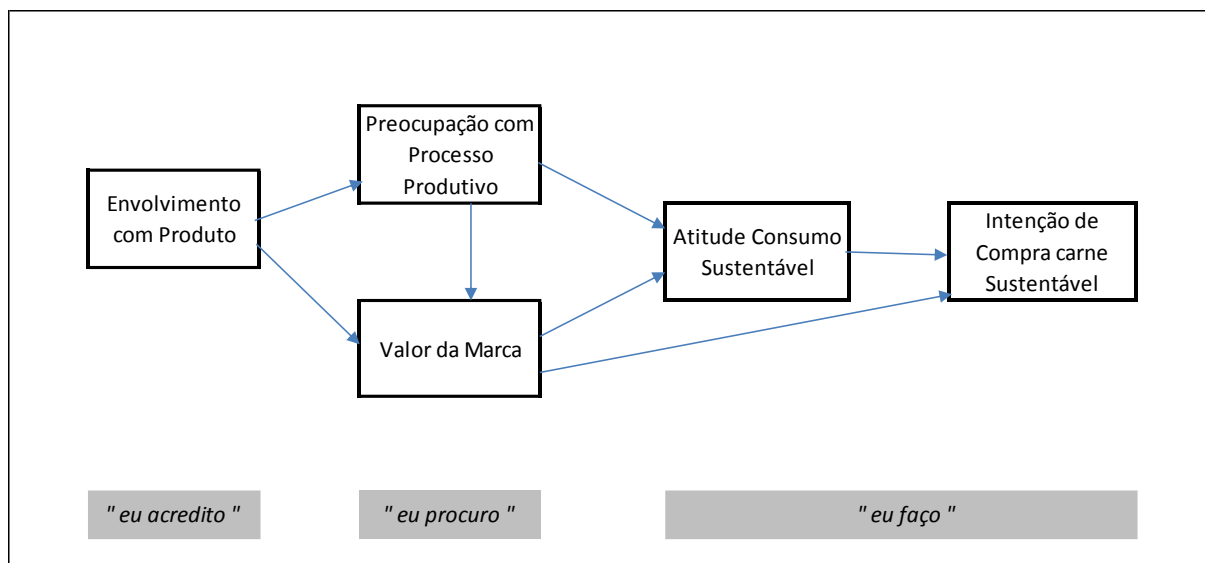 Preocupação com
Processo
Produtivo
Envolvimento
com Produto
Atitude Consumo
Sustentável
Intenção de
Compra carne
Sustentável
Valor da Marca
" eu acredito "
" eu procuro "
" eu faço "